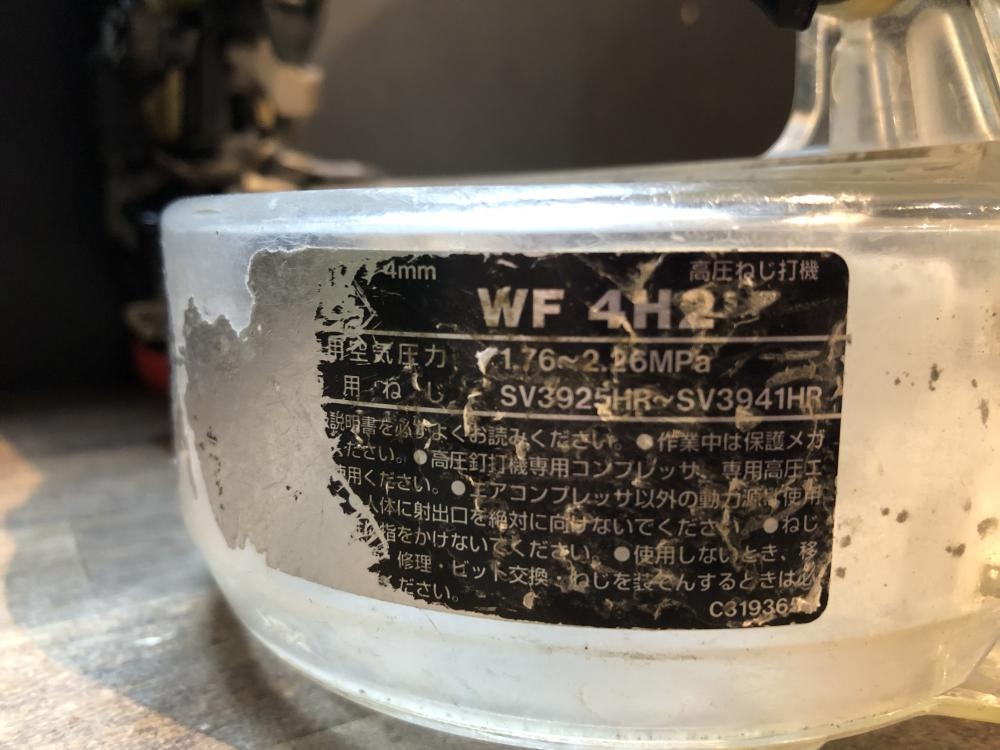 4mm 高圧ねじ打機
WF 4H2
用空気圧力 1.76～2.26MPa
用 ね じ SV3925HR～SV3941HR
説明書を必ずよくお読みください。●作業中は保護メガ
ください。●高圧釘打機専用コンプレッサ、専用高圧エ
使用ください。●エアコンプレッサ以外の動力源 使用
人体に射出口を絶対に向けないでください。●ねじ
指をかけないでください。●使用しないとき、移
修理・ビット交換・ねじを装てんするときは必
ください。
C31936